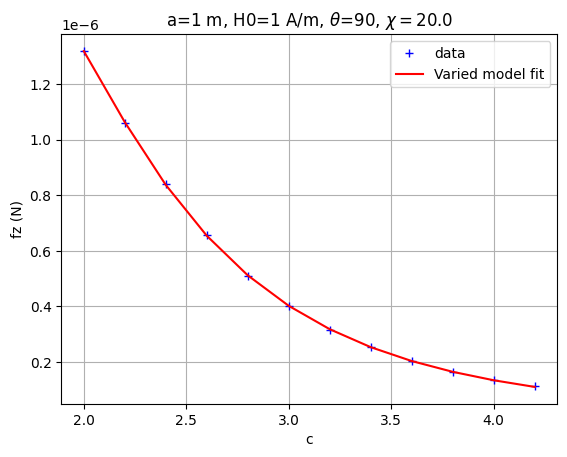 a=1 m, H0=1 A/m, θ=90, χ = 20.0
1e−6
data
Varied model fit
1.2
1.0
0.8
0.6
0.4
0.2
fz (N)
2.0 2.5 3.0 3.5 4.0
c